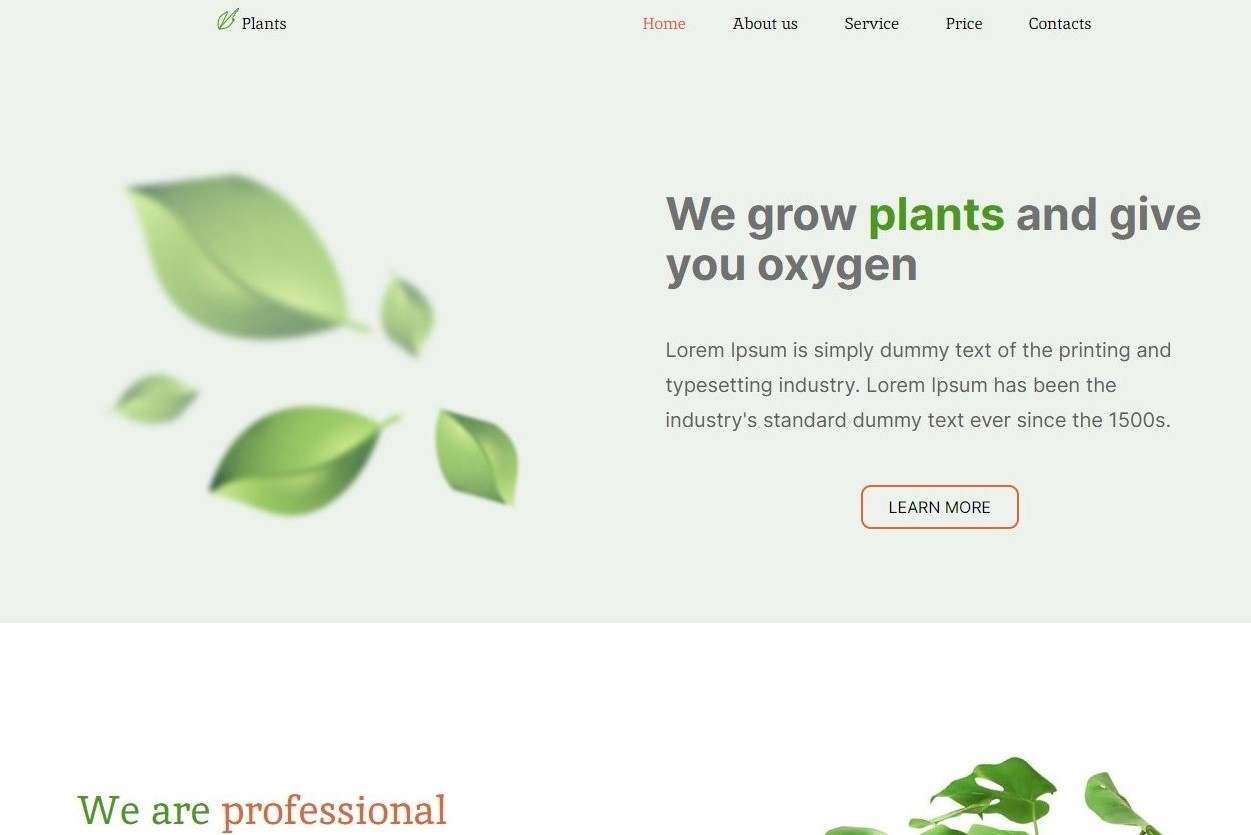 Plants
Home About us Service Price Contacts
We grow plants and give
you oxygen
Lorem Ipsum is simply dummy text of the printing and
typesetting industry. Lorem Ipsum has been the
industry's standard dummy text ever since the 1500s.
LEARN MORE
We are professional